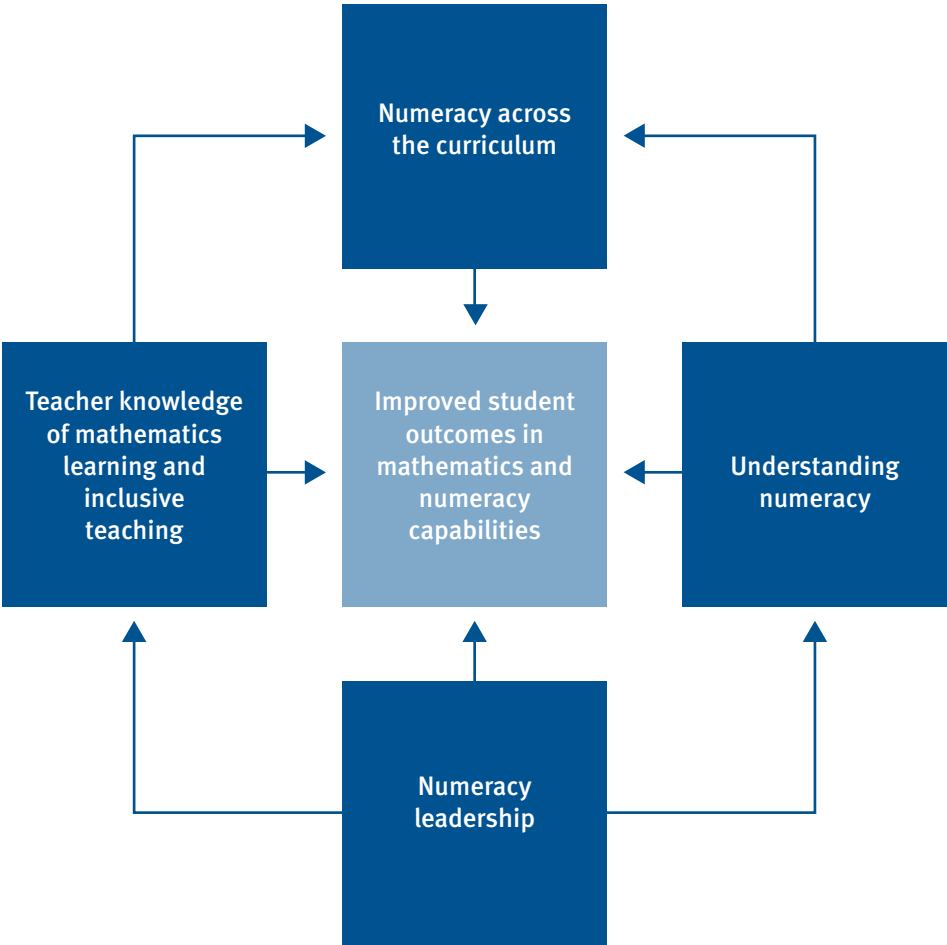 Numeracy across
the curriculum
Teacher knowledge
of mathematics
learning and
inclusive
teaching
Improved student
outcomes in
mathematics and
numeracy
capabilities
Understanding
numeracy
Numeracy
leadership